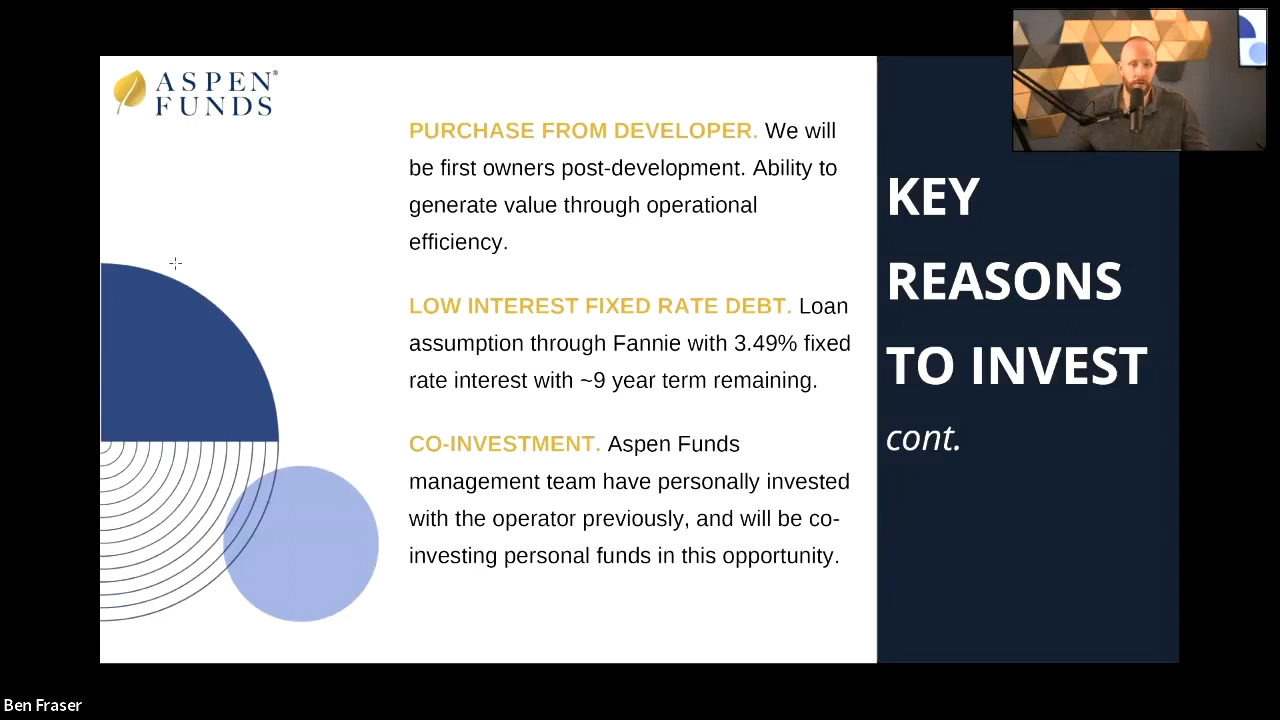 ASPEN®
FUNDS
PURCHASE FROM DEVELOPER. We will
be first owners post-development. Ability to
generate value through operational
efficiency.
LOW INTEREST FIXED RATE DEBT. Loan
assumption through Fannie with 3.49% fixed
rate interest with ~9 year term remaining.
CO-INVESTMENT. Aspen Funds
management team have personally invested
with the operator previously, and will be co-
investing personal funds in this opportunity.
KEY
REASONS
TO INVEST
cont.
Ben Fraser